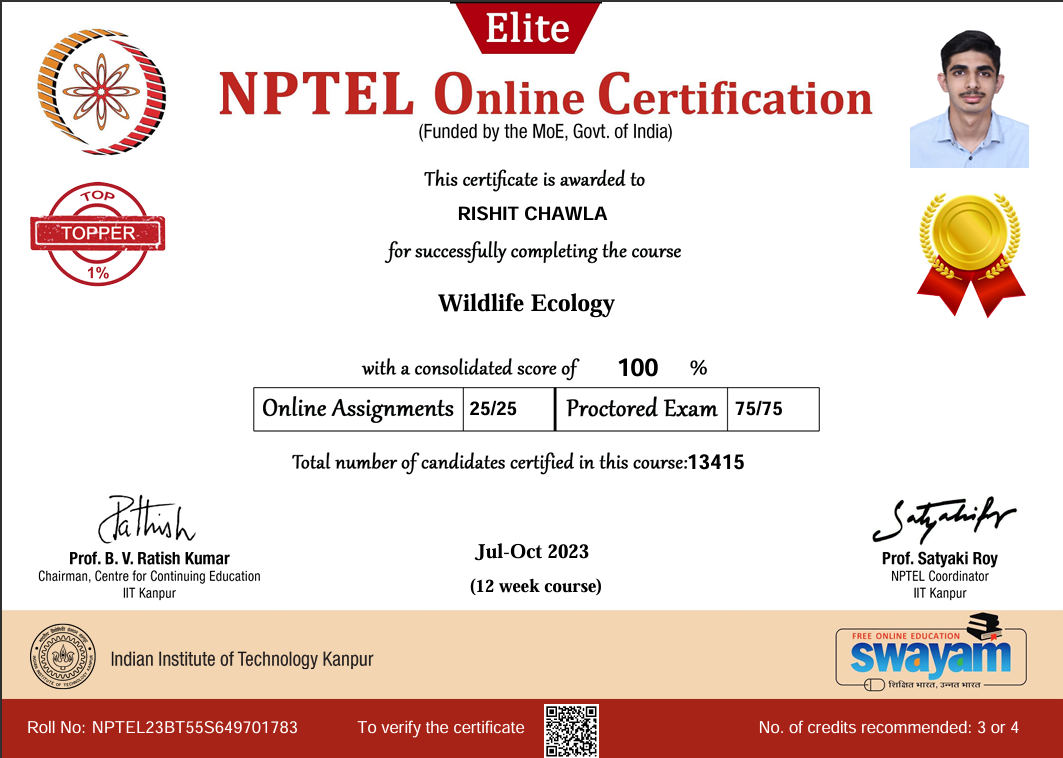 Elite
NPTEL Online Certification
(Funded by the MoE, Govt. of India)
This certificate is awarded to
RISHIT CHAWLA
for successfully completing the course
Wildlife Ecology
TOP
TOPPER
1%
with a consolidated score of 100 %
Online Assignments 25/25 Proctored Exam 75/75
Total number of candidates certified in this course:13415
Prof. B. V. Ratish Kumar
Chairman, Centre for Continuing Education
IIT Kanpur
Jul-Oct 2023
(12 week course)
Prof. Satyaki Roy
NPTEL Coordinator
IIT Kanpur
Indian Institute of Technology Kanpur
FREE ONLINE EDUCATION
swayam
शिक्षित भारत, उन्नत भारत
Roll No: NPTEL23BT55S649701783
To verify the certificate
No. of credits recommended: 3 or 4